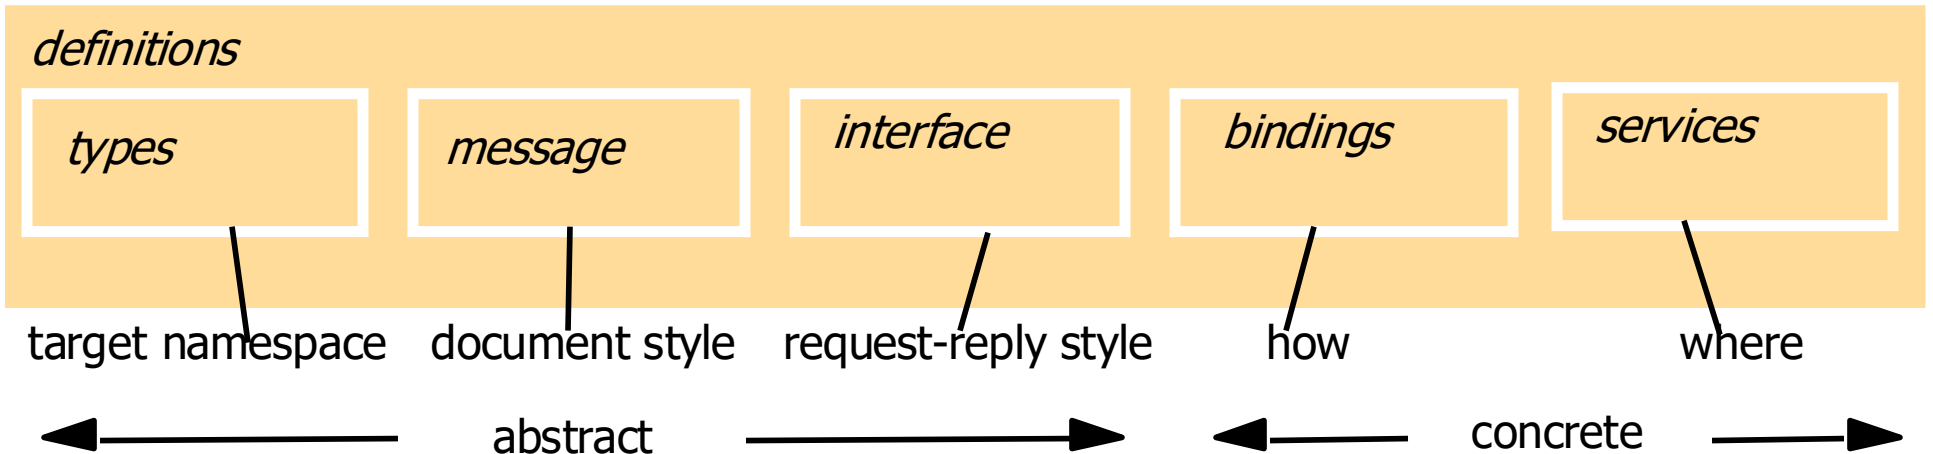 definitions
types message interface bindings services
target namespace document style request-reply style how where
abstract concrete